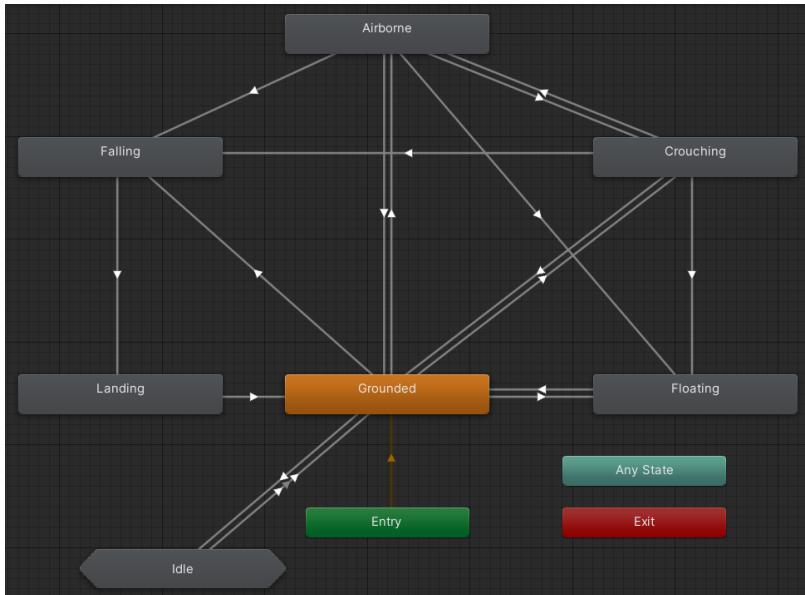 Airborne
Falling
Crouching
Landing
Grounded
Floating
Any State
Entry
Exit
Idle